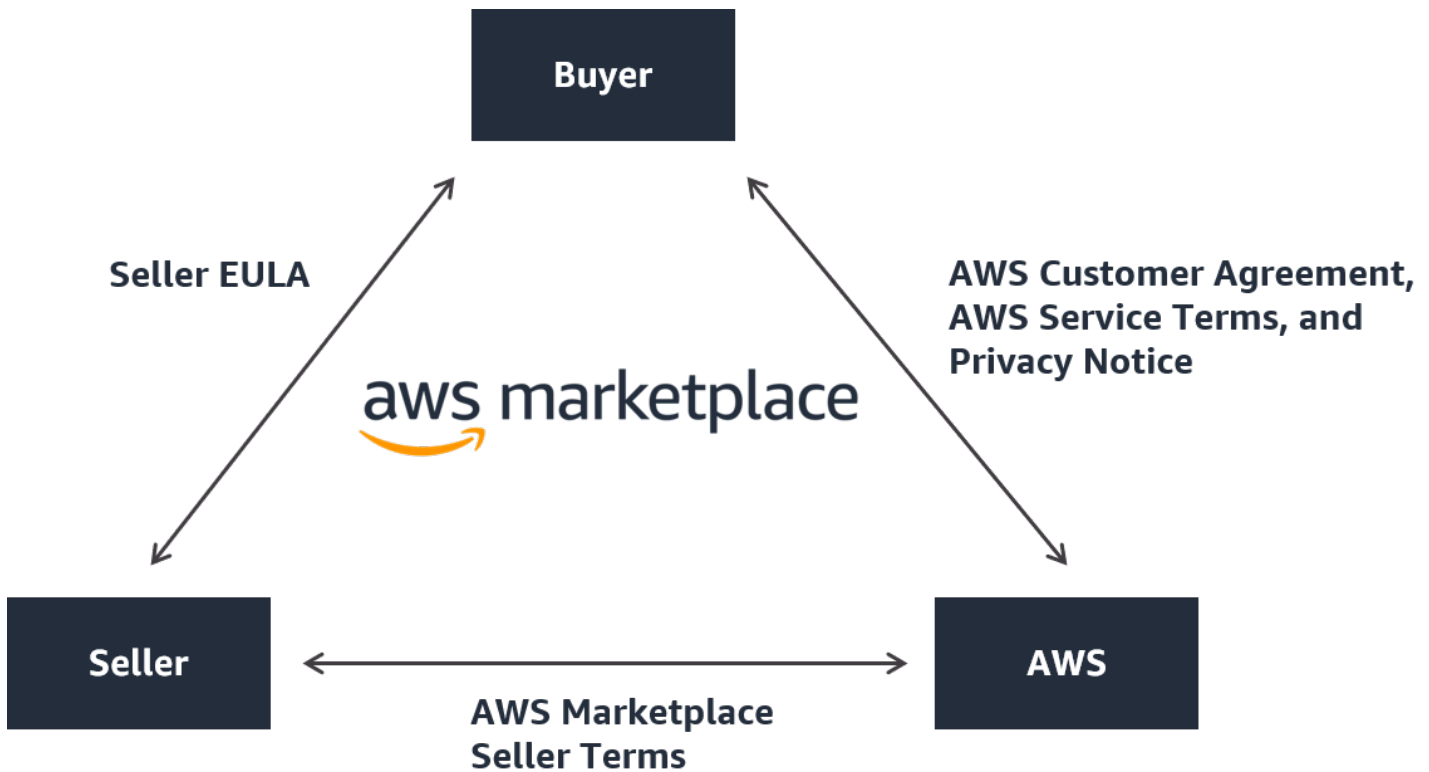 Buyer
Seller EULA
AWS Customer Agreement,
AWS Service Terms, and
Privacy Notice
aws marketplace
Seller
AWS
AWS Marketplace
Seller Terms